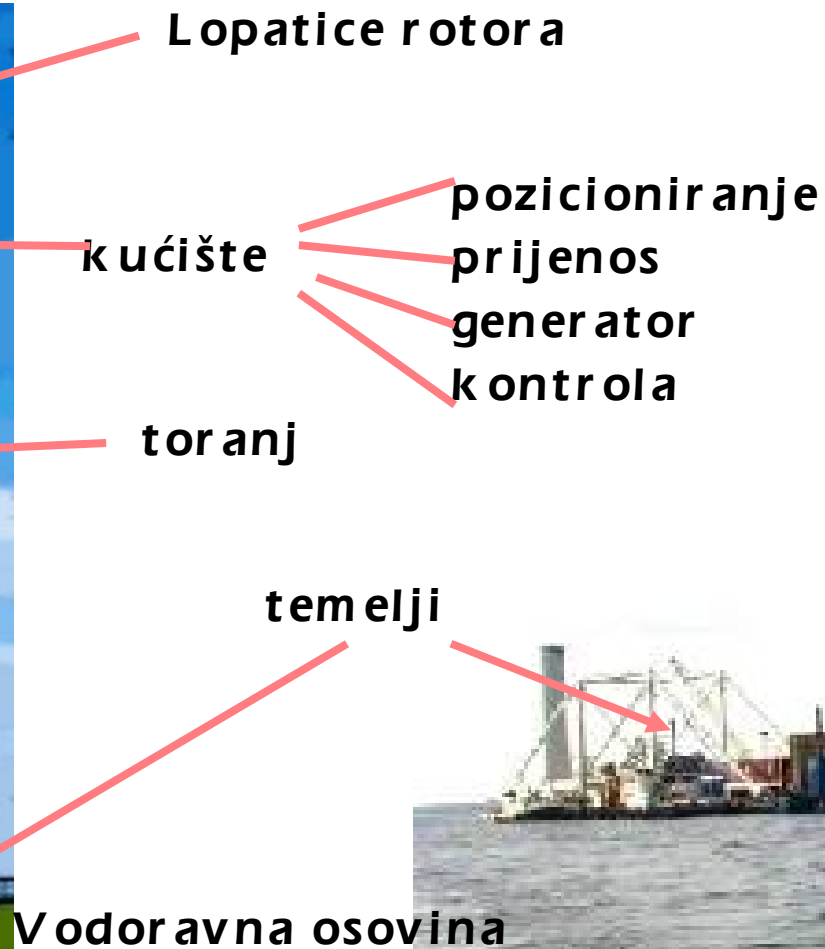 Lopatice rotora
kućište
pozicioniranje
prijenos
generator
kontrola
toranj
temelji
Vodoravna osovina